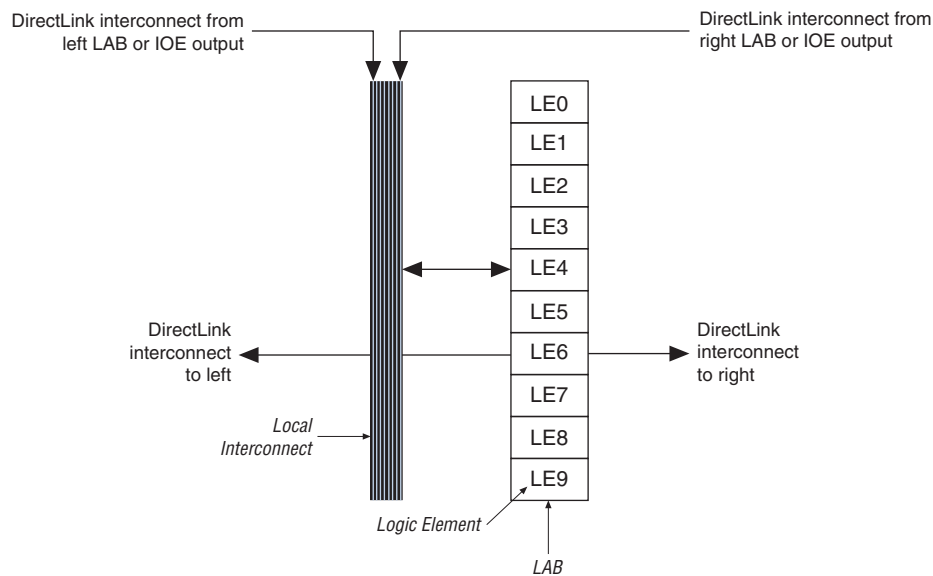 DirectLink interconnect from
left LAB or IOE output
DirectLink interconnect from
right LAB or IOE output
LE0
LE1
LE2
LE3
LE4
LE5
LE6
LE7
LE8
LE9
DirectLink
interconnect
to left
DirectLink
interconnect
to right
Local
Interconnect
Logic Element
LAB